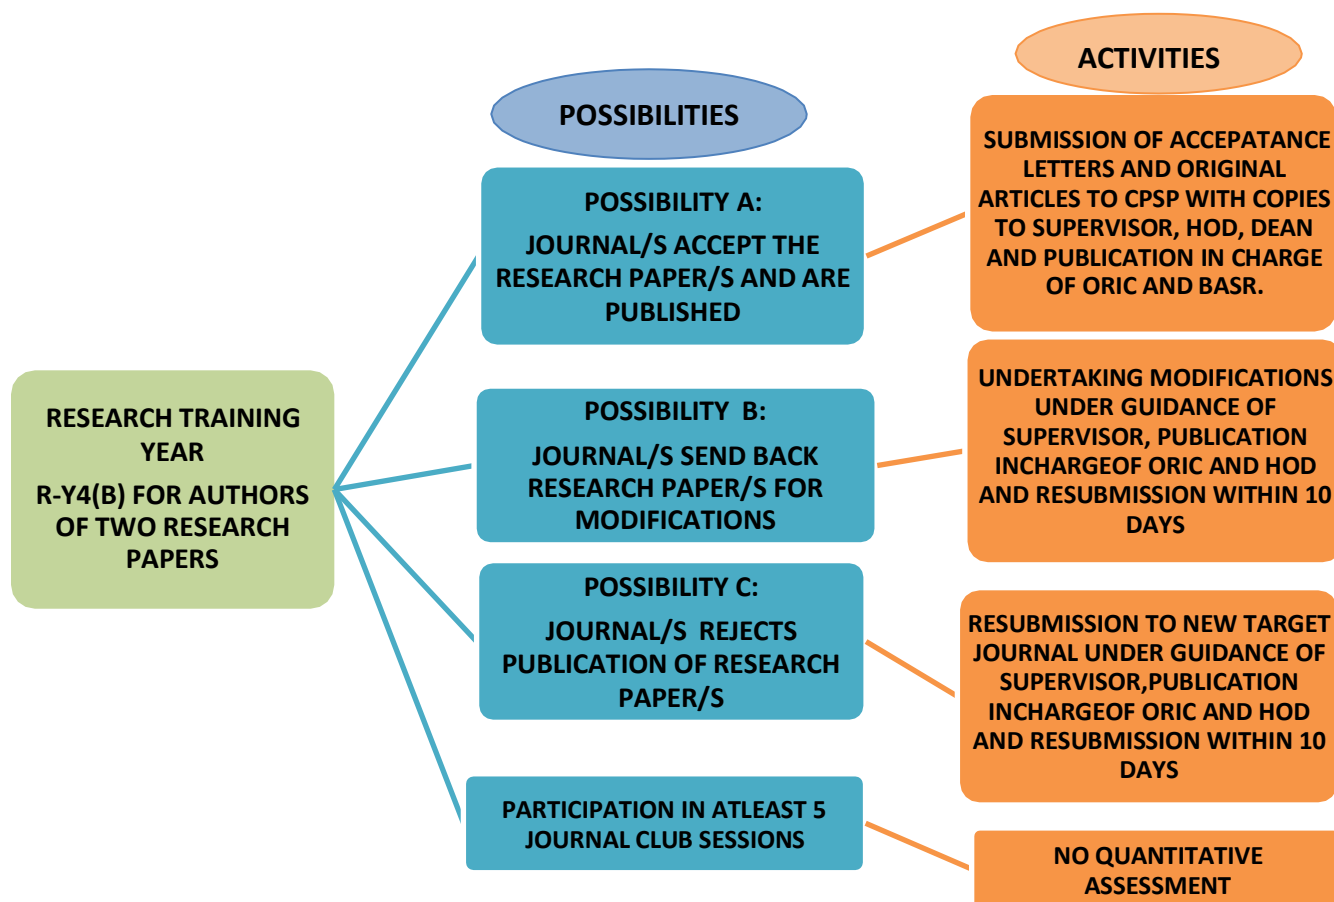 ACTIVITIES
POSSIBILITIES
SUBMISSION OF ACCEPATANCE
LETTERS AND ORIGINAL
ARTICLES TO CPSP WITH COPIES
TO SUPERVISOR, HOD, DEAN
AND PUBLICATION IN CHARGE
OF ORIC AND BASR.
POSSIBILITY A:
JOURNAL/S ACCEPT THE
RESEARCH PAPER/S AND ARE
PUBLISHED
UNDERTAKING MODIFICATIONS
UNDER GUIDANCE OF
SUPERVISOR, PUBLICATION
INCHARGEOF ORIC AND HOD
AND RESUBMISSION WITHIN 10
DAYS
RESEARCH TRAINING
YEAR
R-Y4(B) FOR AUTHORS
OF TWO RESEARCH
PAPERS
POSSIBILITY B:
JOURNAL/S SEND BACK
RESEARCH PAPER/S FOR
MODIFICATIONS
POSSIBILITY C:
JOURNAL/S REJECTS
PUBLICATION OF RESEARCH
PAPER/S
RESUBMISSION TO NEW TARGET
JOURNAL UNDER GUIDANCE OF
SUPERVISOR,PUBLICATION
INCHARGEOF ORIC AND HOD
AND RESUBMISSION WITHIN 10
DAYS
PARTICIPATION IN ATLEAST 5
JOURNAL CLUB SESSIONS
NO QUANTITATIVE
ASSESSMENT